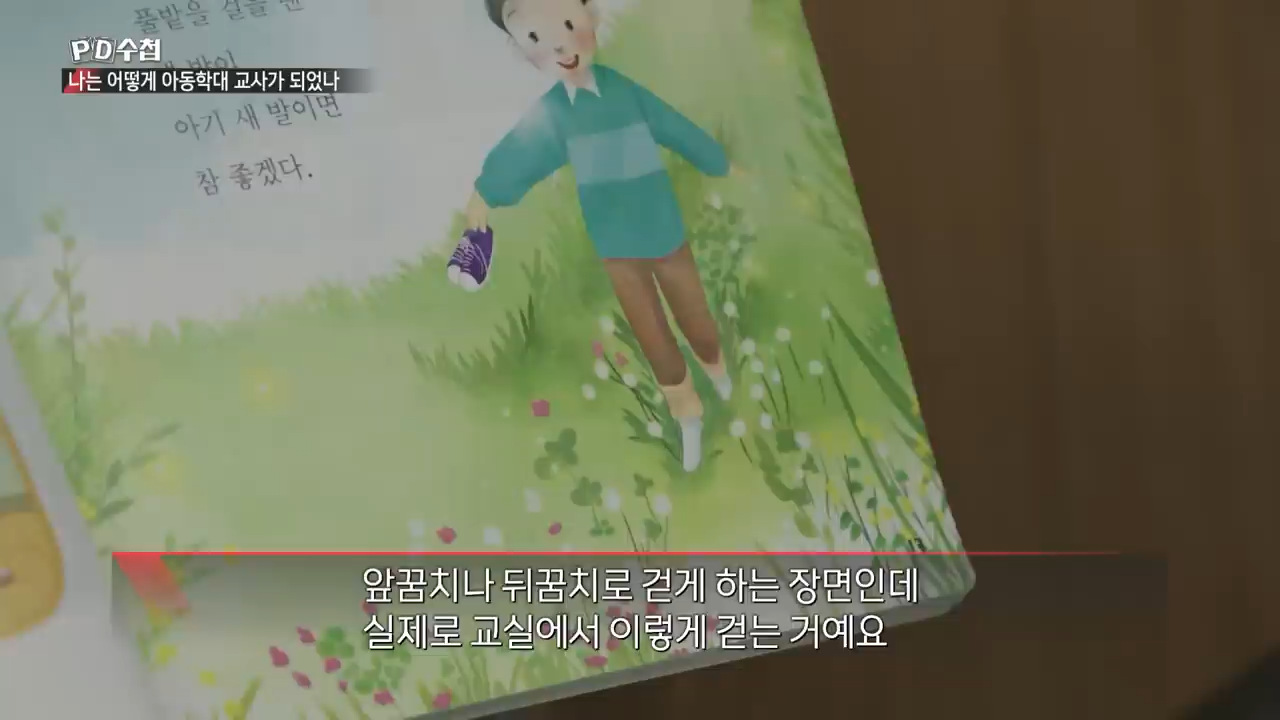 풀밭을 걸을 땐
PD수첩
발이
나는 어떻게 아동학대 교사가 되었나
아기 새 발이면
참 좋겠다.
13
앞꿈치나 뒤꿈치로 걷게 하는 장면인데
실제로 교실에서 이렇게 걷는 거예요